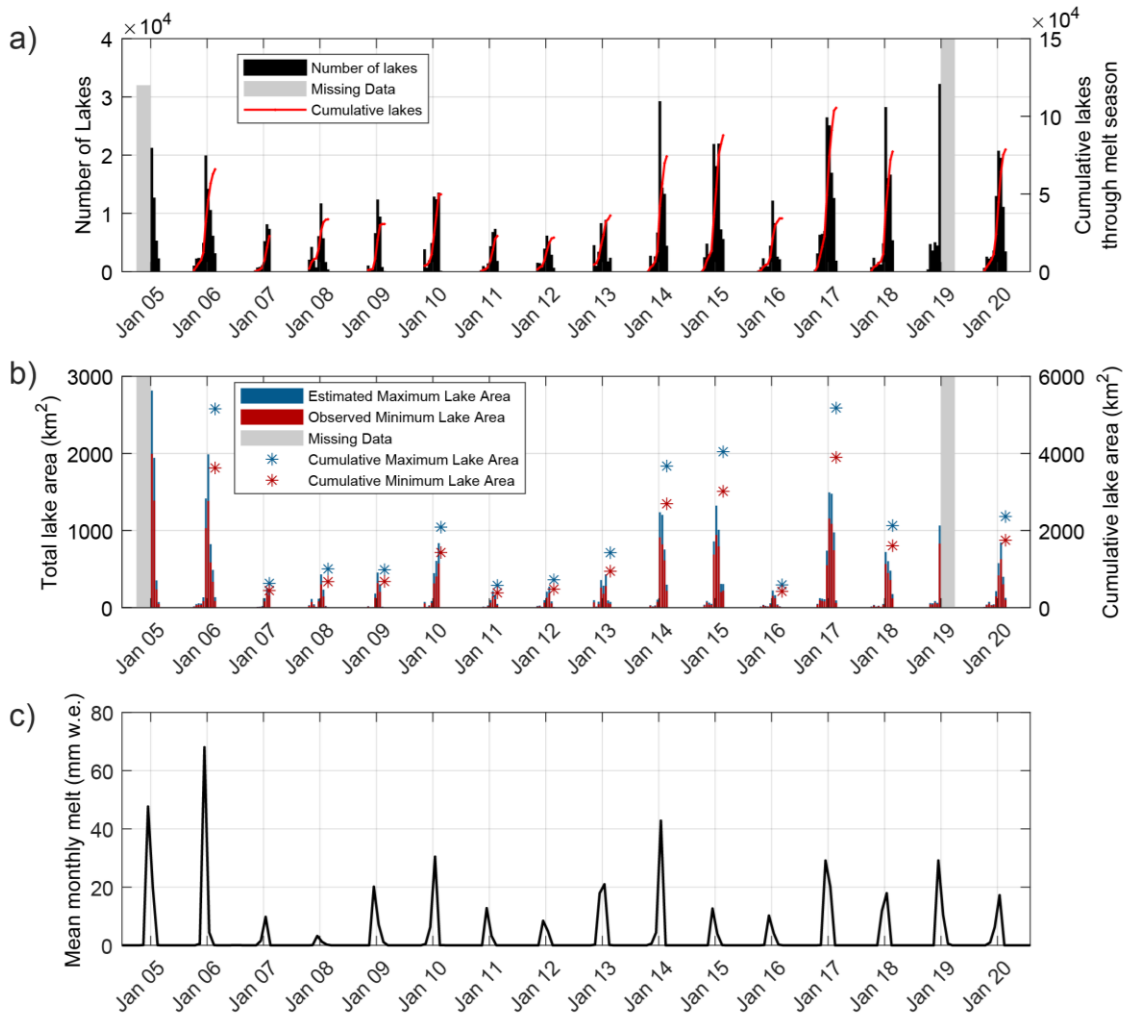 a)
×10⁴
×10⁴
4
3
2
1
0
Number of Lakes
15
10
5
0
Cumulative lakes
through melt season
Number of lakes
Missing Data
Cumulative lakes
Jan 05 Jan 06 Jan 07 Jan 08 Jan 09 Jan 10 Jan 11 Jan 12 Jan 13 Jan 14 Jan 15 Jan 16 Jan 17 Jan 18 Jan 19 Jan 20
b)
3000
2000
1000
0
Total lake area (km²)
6000
4000
2000
0
Cumulative lake area (km²)
Estimated Maximum Lake Area
Observed Minimum Lake Area
Missing Data
Cumulative Maximum Lake Area
Cumulative Minimum Lake Area
Jan 05 Jan 06 Jan 07 Jan 08 Jan 09 Jan 10 Jan 11 Jan 12 Jan 13 Jan 14 Jan 15 Jan 16 Jan 17 Jan 18 Jan 19 Jan 20
c)
80
60
40
20
0
Mean monthly melt (mm w.e.)
Jan 05 Jan 06 Jan 07 Jan 08 Jan 09 Jan 10 Jan 11 Jan 12 Jan 13 Jan 14 Jan 15 Jan 16 Jan 17 Jan 18 Jan 19 Jan 20